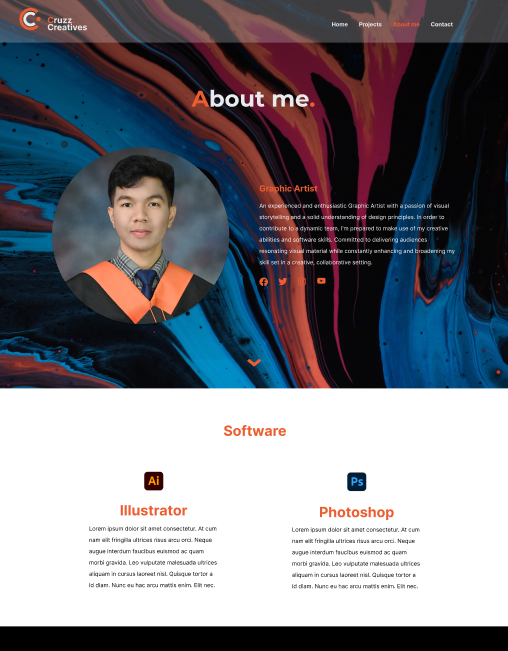 Cruzz
Creatives
Home Projects About me Contact
About me.
Graphic Artist
An experienced and enthusiastic Graphic Artist with a passion of visual
storytelling and a solid understanding of design principles. In order to
contribute to a dynamic team, I'm prepared to make use of my creative
abilities and software skills. Committed to delivering audiences
resonating visual material while constantly enhancing and broadening my
skill set in a creative, collaborative setting.
Software
Ai
Illustrator
Lorem ipsum dolor sit amet consectetur. At cum
nam elit fringilla ultrices risus arcu orci. Neque
augue interdum faucibus euismod ac quam
morbi gravida. Leo vulputate malesuada ultrices
aliquam in cursus laoreet nisl. Quisque tortor a
id diam. Nunc eu hac arcu mattis enim. Elit nec.
Ps
Photoshop
Lorem ipsum dolor sit amet consectetur. At cum
nam elit fringilla ultrices risus arcu orci. Neque
augue interdum faucibus euismod ac quam
morbi gravida. Leo vulputate malesuada ultrices
aliquam in cursus laoreet nisl. Quisque tortor a
id diam. Nunc eu hac arcu mattis enim. Elit nec.